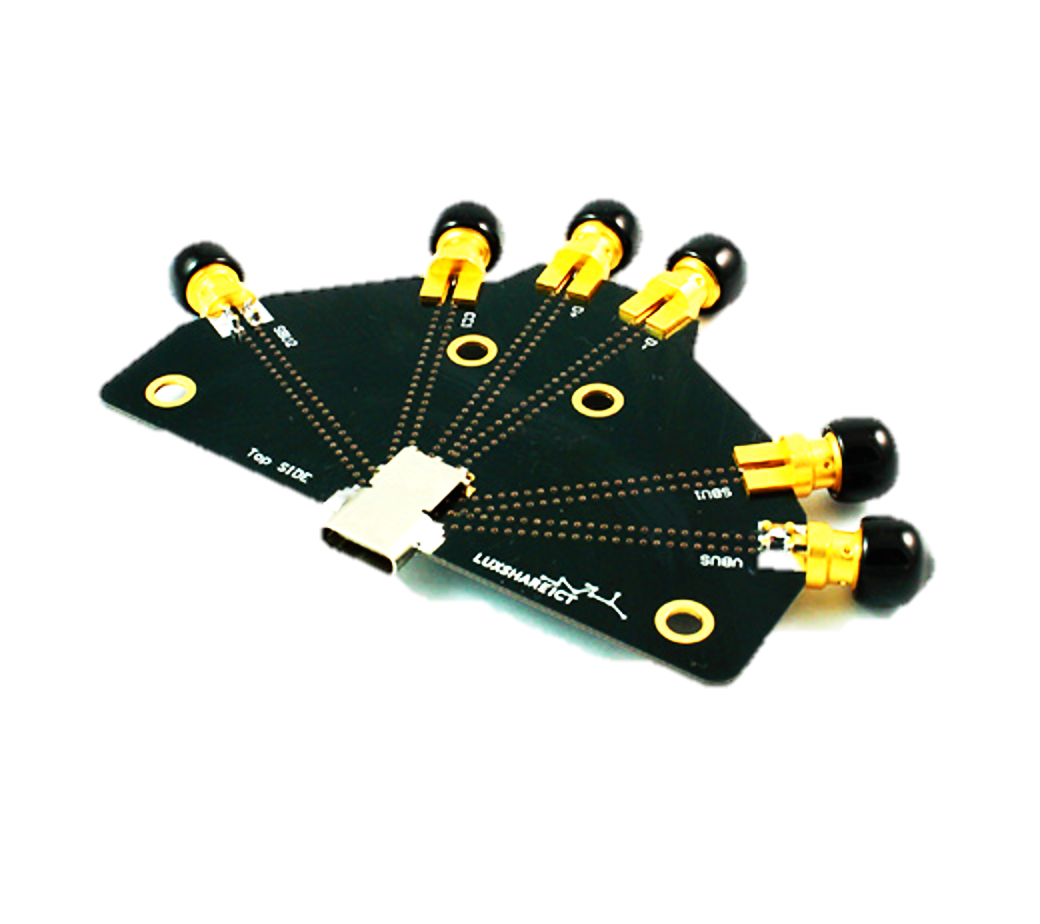 SBU2
CC
D-
Top SIDE
SBU1
VBUS
LUXSHARE ICT